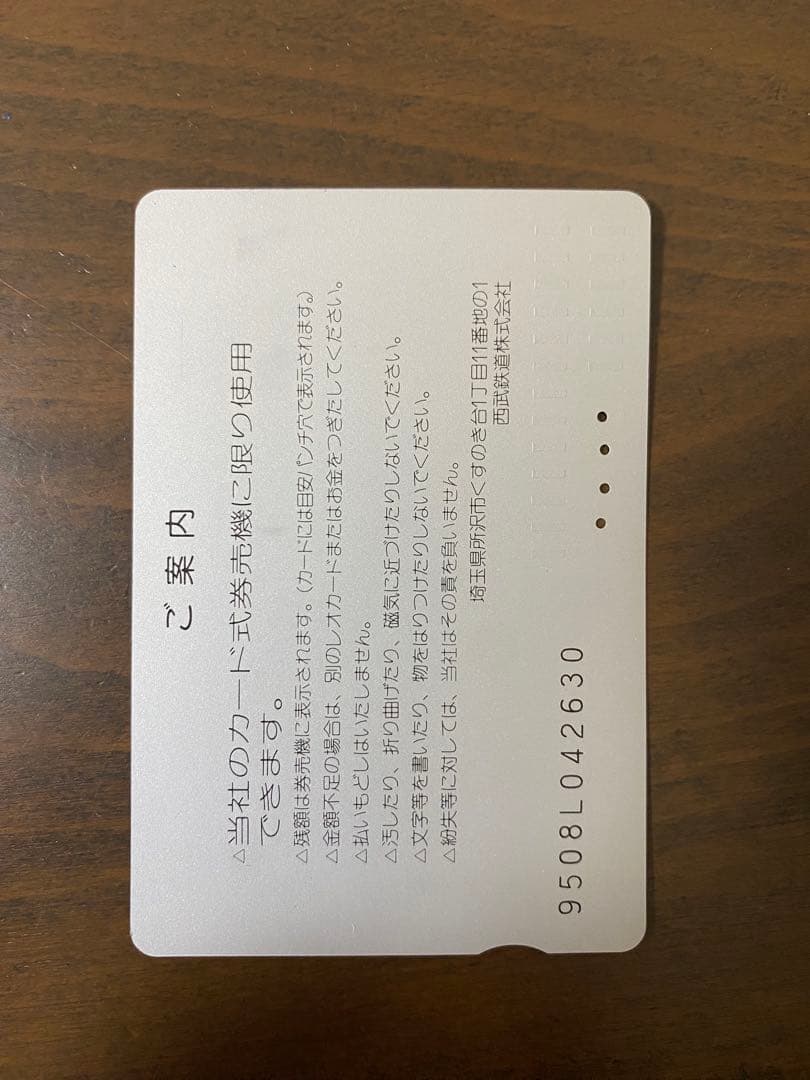 ご案内
△当社のカード式券売機に限り使用
できます。
△残額は券売機に表示されます。(カードには目安パンチ穴で表示されます。)
△金額不足の場合は、別のレオカードまたはお金をつぎたしてください。
△払いもどしはいたしません。
△汚したり、折り曲げたり、磁気に近づけたりしないでください。
△文字等を書いたり、物をはりつけたりしないでください。
△紛失等に対しては、当社はその責を負いません。
埼玉県所沢市くすのき台1丁目11番地の1
西武鉄道株式会社
9508L042630